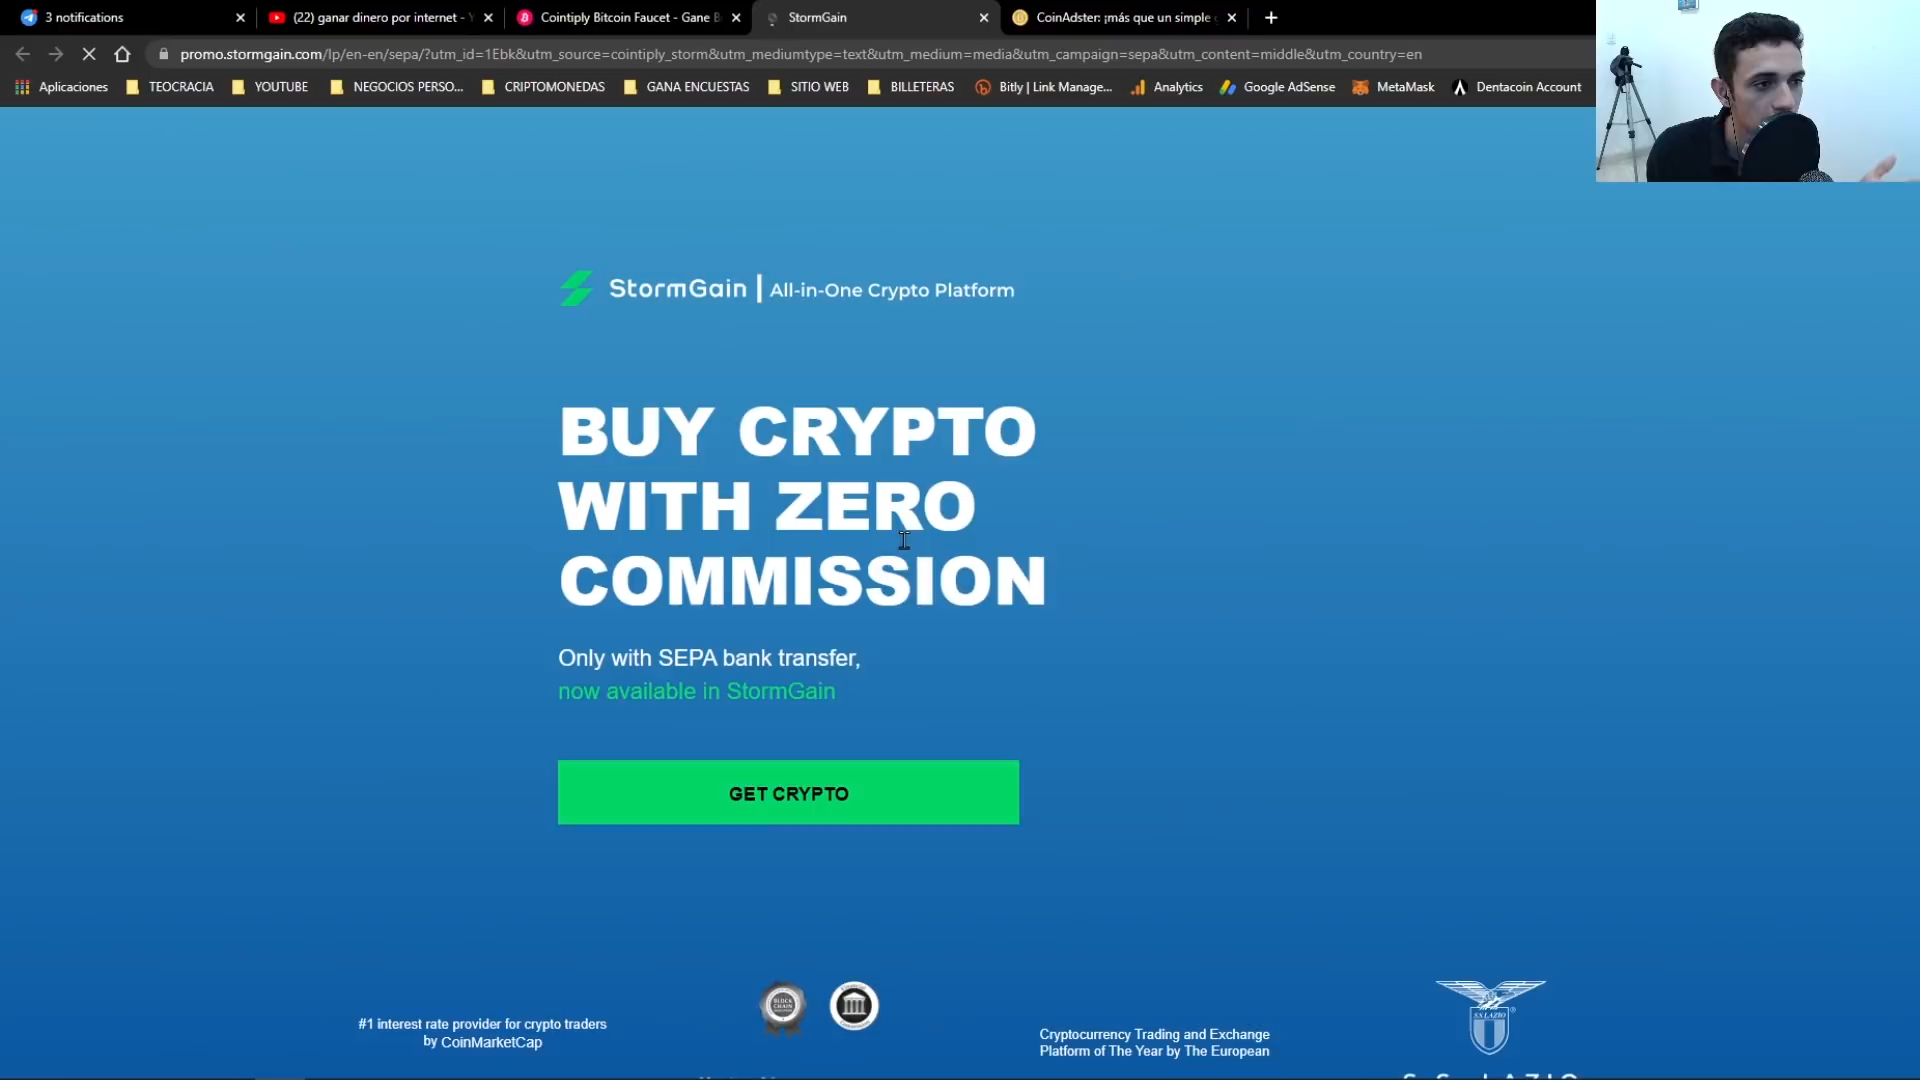 3 notifications
(22) ganar dinero por internet - Y
Cointiply Bitcoin Faucet - Gane B
StormGain
CoinAdster: ¡más que un simple
promo.stormgain.com/lp/en-en/sepa/?utm_id=1Ebk&utm_source=cointiply_storm&utm_mediumtype=text&utm_medium=media&utm_campaign=sepa&utm_content=middle&utm_country=en
Aplicaciones
TEOCRACIA
YOUTUBE
NEGOCIOS PERSO...
CRIPTOMONEDAS
GANA ENCUESTAS
SITIO WEB
BILLETERAS
Bitly | Link Manage...
Analytics
Google AdSense
MetaMask
Dentacoin Account
StormGain | All-in-One Crypto Platform
BUY CRYPTO
WITH ZERO
COMMISSION
Only with SEPA bank transfer,
now available in StormGain
GET CRYPTO
#1 interest rate provider for crypto traders
by CoinMarketCap
BLOCK
CHAIN
Cryptocurrency Trading and Exchange
Platform of The Year by The European
S.S.LAZIO